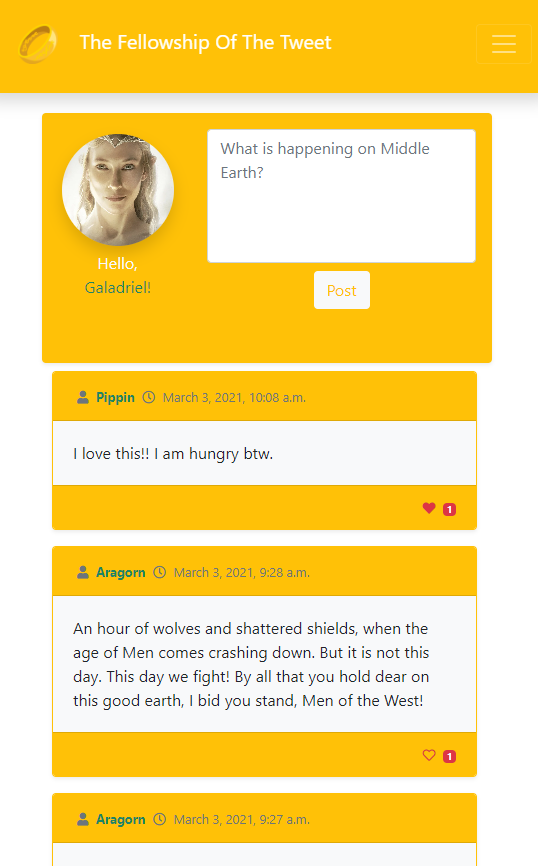 The Fellowship Of The Tweet
What is happening on Middle
Earth?
Hello,
Galadriel!
Post
Pippin March 3, 2021, 10:08 a.m.
I love this!! I am hungry btw.
1
Aragorn March 3, 2021, 9:28 a.m.
An hour of wolves and shattered shields, when the
age of Men comes crashing down. But it is not this
day. This day we fight! By all that you hold dear on
this good earth, I bid you stand, Men of the West!
1
Aragorn March 3, 2021, 9:27 a.m.